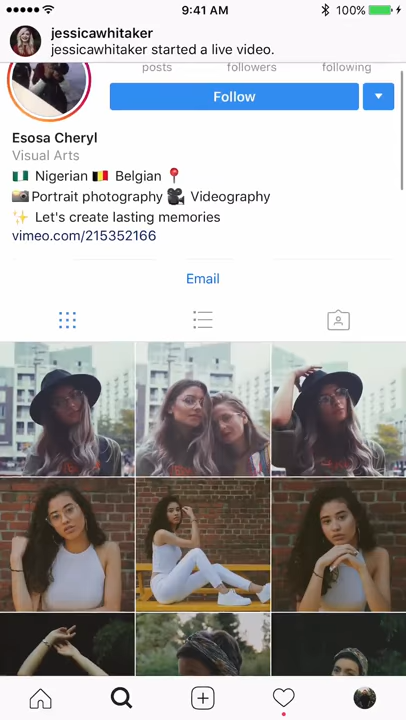 9:41 AM
100%
jessicawhitaker
jessicawhitaker started a live video.
posts followers following
Follow
Esosa Cheryl
Visual Arts
🇳🇬 Nigerian 🇧🇪 Belgian 📍
📸Portrait photography 🎥 Videography
✨ Let's create lasting memories
vimeo.com/215352166
Email